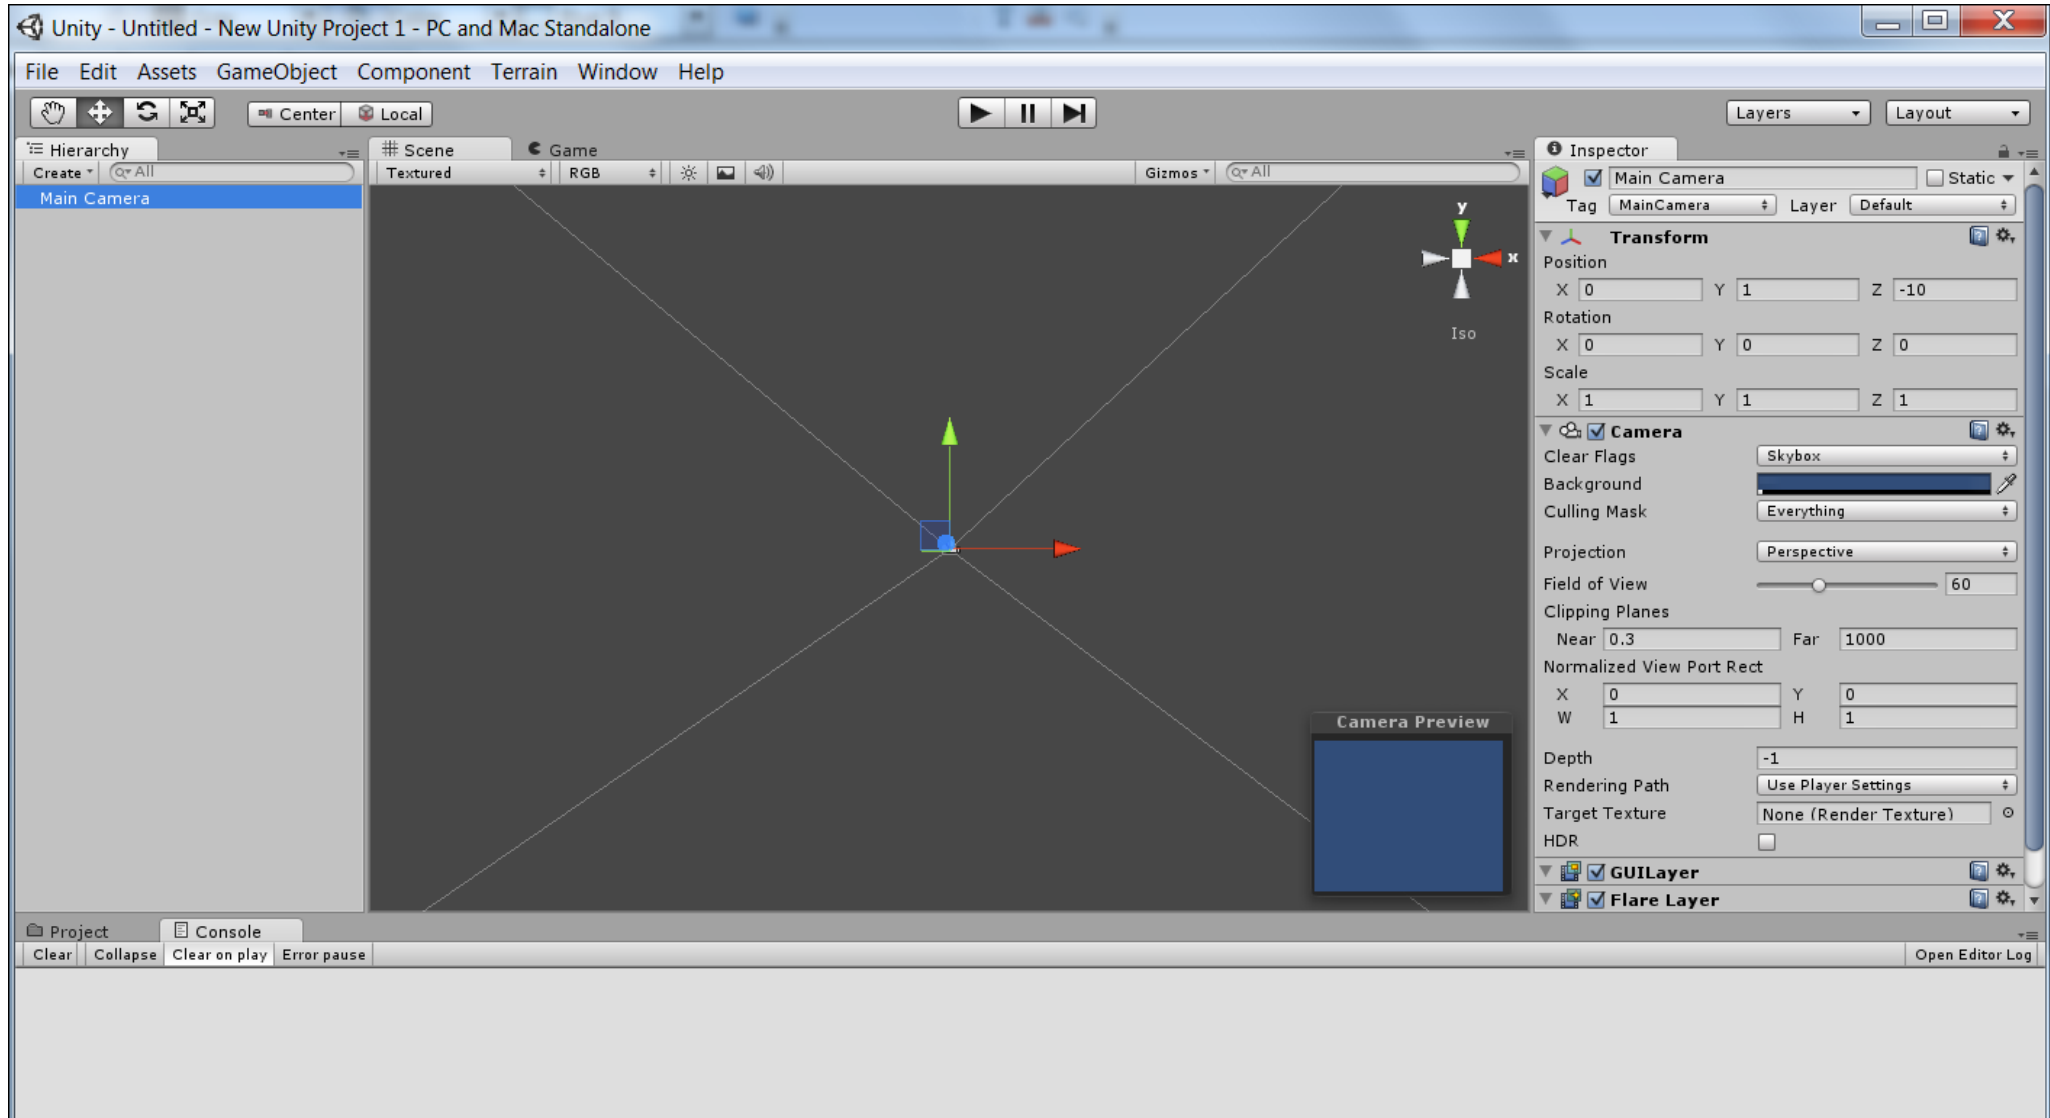 Unity - Untitled - New Unity Project 1 - PC and Mac Standalone
File Edit Assets GameObject Component Terrain Window Help
Center Local Layers Layout
Hierarchy
Create All
Main Camera
Scene Game
Textured RGB Gizmos All
y
x
Iso
Camera Preview
Inspector
Main Camera Static
Tag MainCamera Layer Default
Transform
Position
X 0 Y 1 Z -10
Rotation
X 0 Y 0 Z 0
Scale
X 1 Y 1 Z 1
Camera
Clear Flags Skybox
Background
Culling Mask Everything
Projection Perspective
Field of View 60
Clipping Planes
Near 0.3 Far 1000
Normalized View Port Rect
X 0 Y 0
W 1 H 1
Depth -1
Rendering Path Use Player Settings
Target Texture None (Render Texture)
HDR
GUILayer
Flare Layer
Project Console
Clear Collapse Clear on play Error pause Open Editor Log